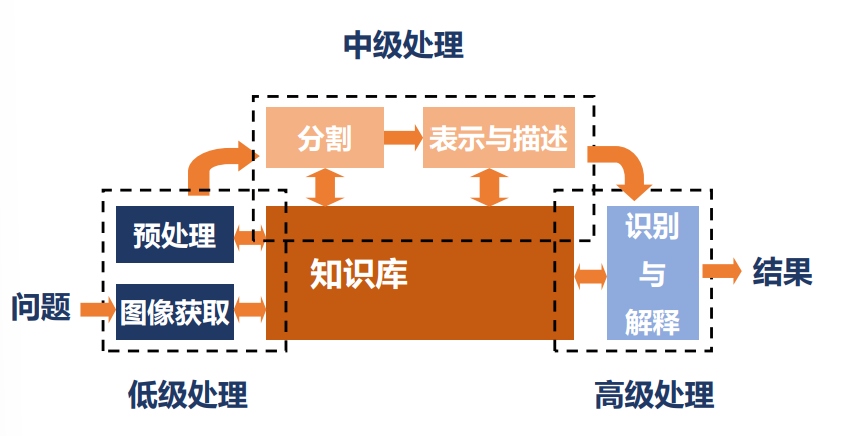 中级处理
分割
表示与描述
预处理
知识库
识别
与
解释
问题
图像获取
结果
低级处理
高级处理